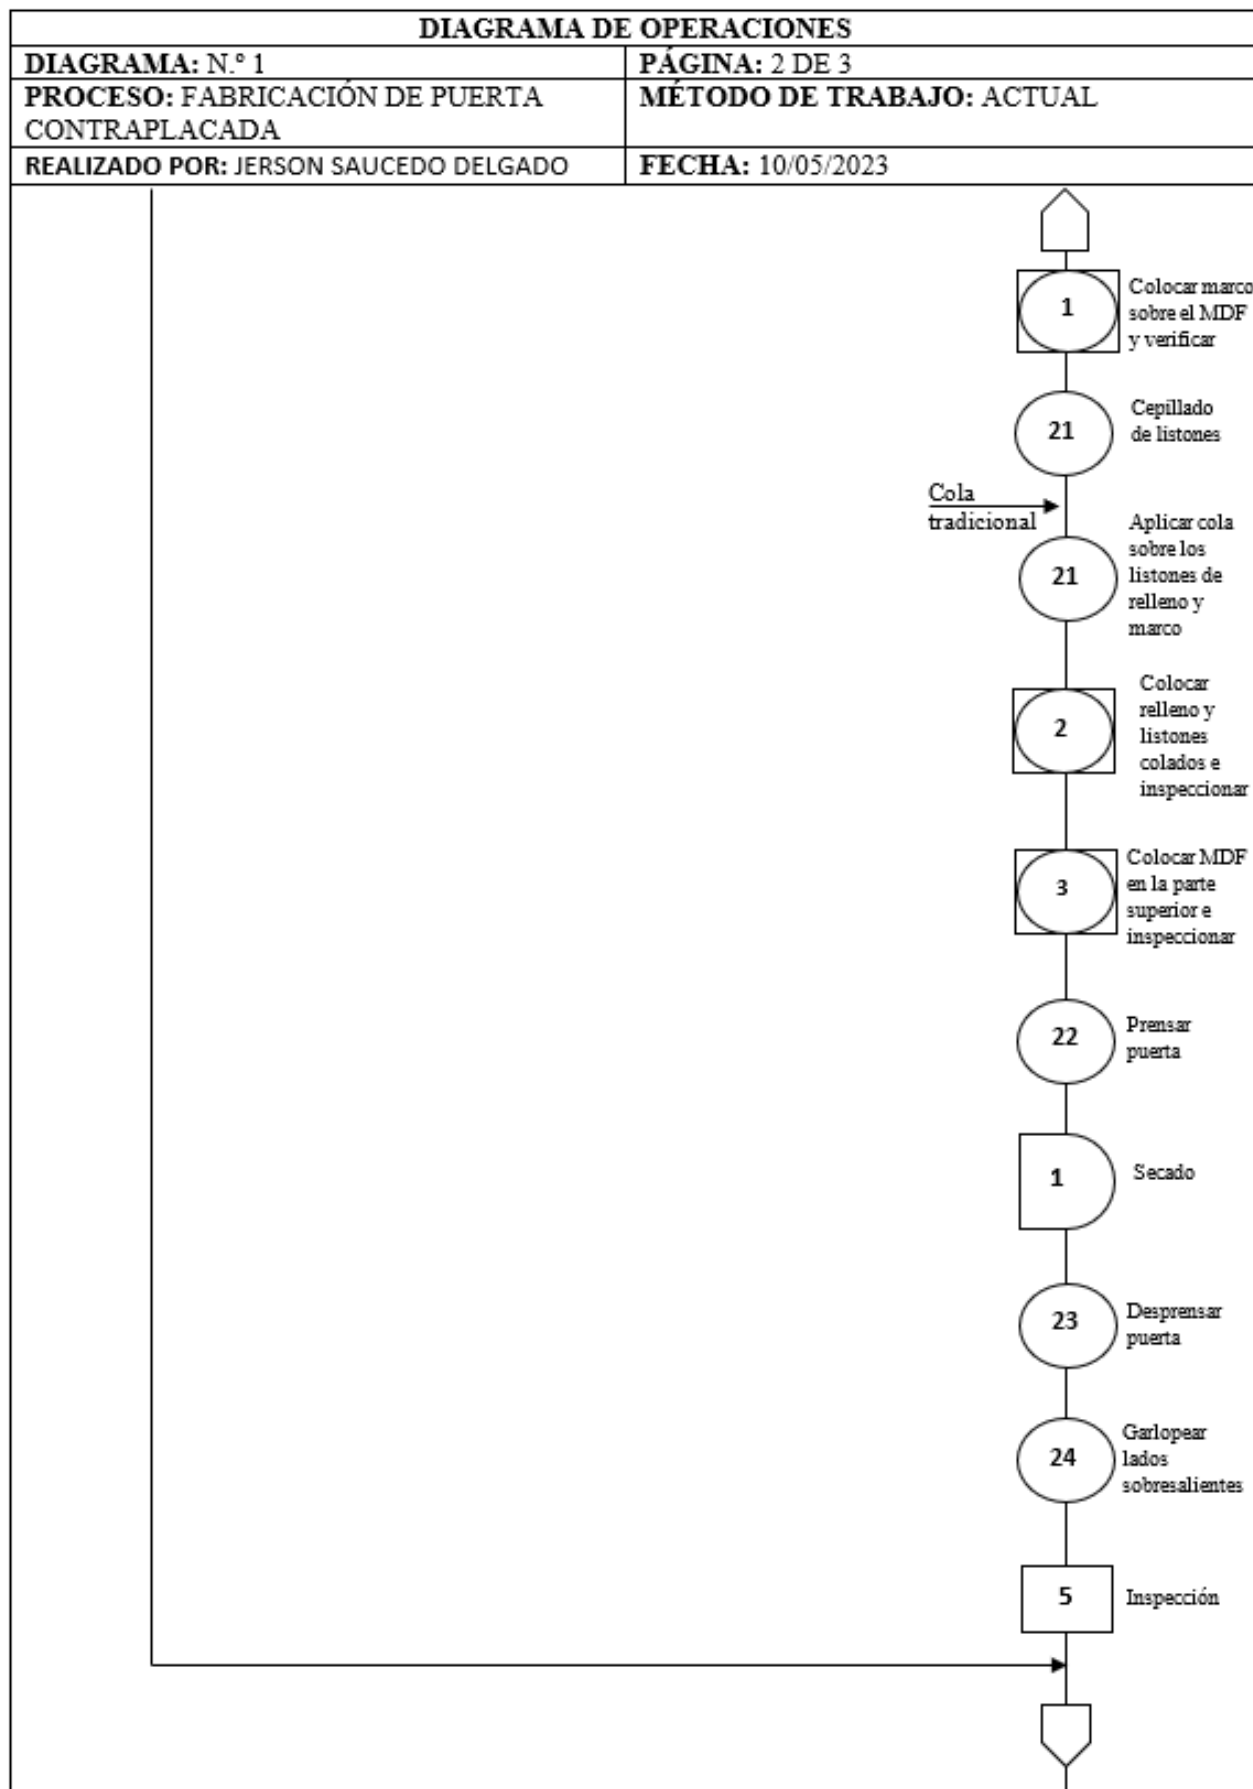 DIAGRAMA DE OPERACIONES
DIAGRAMA: N.° 1
PÁGINA: 2 DE 3
PROCESO: FABRICACIÓN DE PUERTA
CONTRAPLACADA
MÉTODO DE TRABAJO: ACTUAL
REALIZADO POR: JERSON SAUCEDO DELGADO
FECHA: 10/05/2023
1
Colocar marco
sobre el MDF
y verificar
21
Cepillado
de listones
Cola
tradicional
21
Aplicar cola
sobre los
listones de
relleno y
marco
2
Colocar
relleno y
listones
colados e
inspeccionar
3
Colocar MDF
en la parte
superior e
inspeccionar
22
Prensar
puerta
1
Secado
23
Desprensar
puerta
24
Garlopear
lados
sobresalientes
5
Inspección